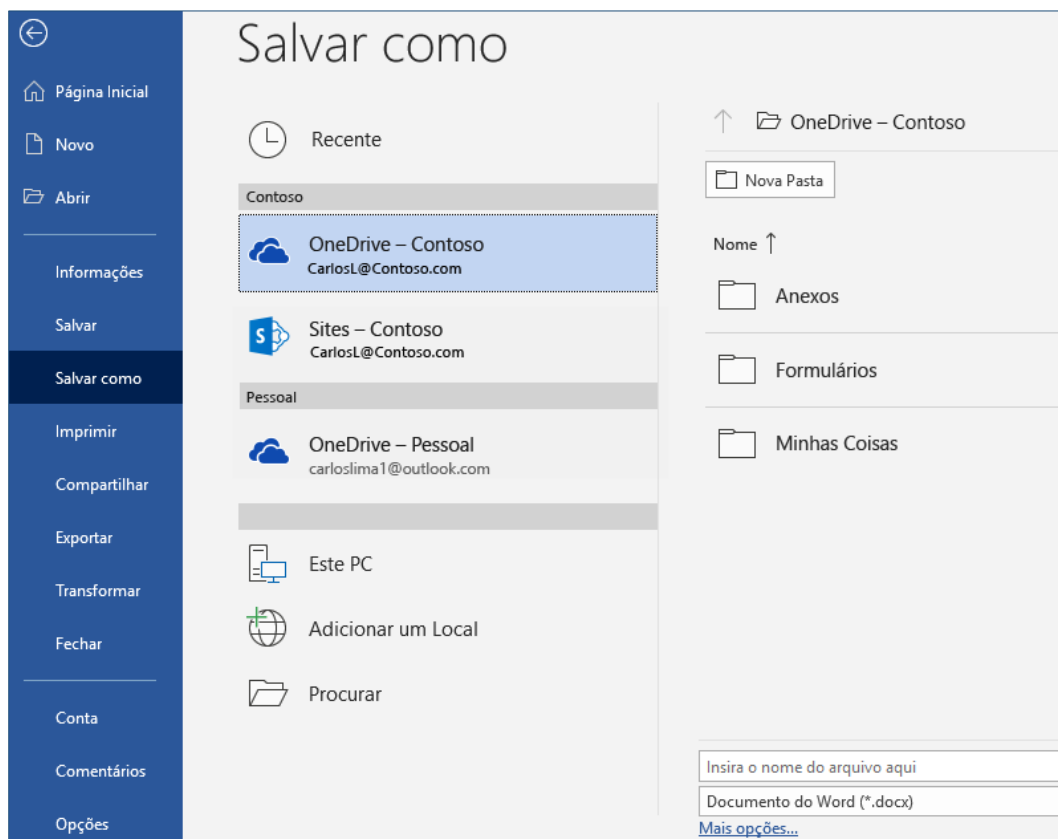 Salvar como
Página Inicial
Novo
Abrir
Informações
Salvar
Salvar como
Imprimir
Compartilhar
Exportar
Transformar
Fechar
Conta
Comentários
Opções
Recente
Contoso
OneDrive – Contoso
CarlosL@Contoso.com
S
Sites – Contoso
CarlosL@Contoso.com
Pessoal
OneDrive – Pessoal
carloslima1@outlook.com
Este PC
Adicionar um Local
Procurar
OneDrive – Contoso
Nova Pasta
Nome
Anexos
Formulários
Minhas Coisas
Insira o nome do arquivo aqui
Documento do Word (*.docx)
Mais opções...